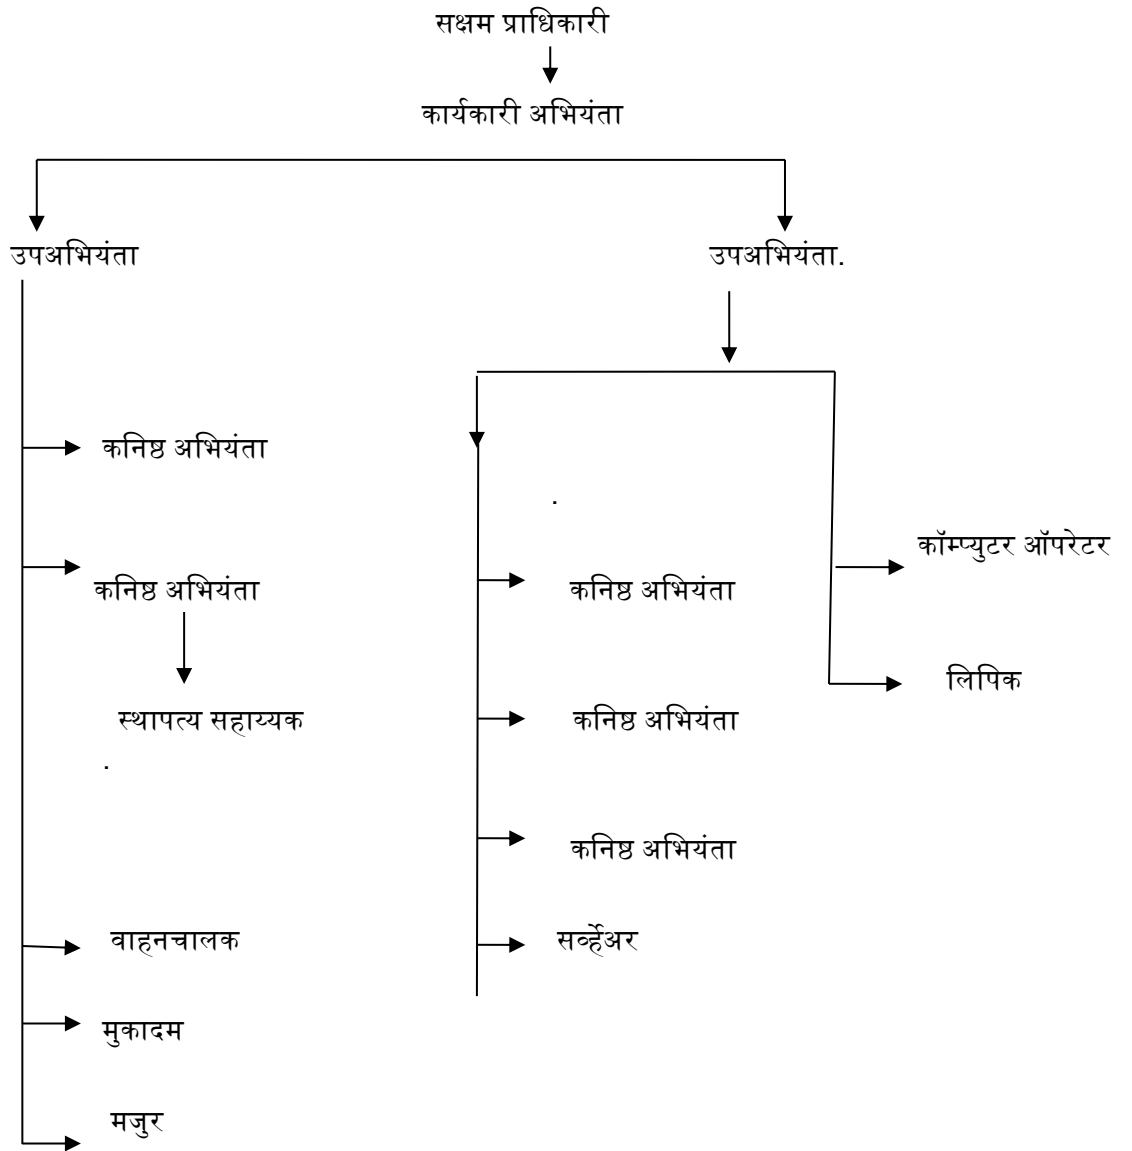 सक्षम प्राधिकारी
कार्यकारी अभियंता
उपअभियंता
उपअभियंता.
कनिष्ठ अभियंता
.
कॉम्प्युटर ऑपरेटर
कनिष्ठ अभियंता
कनिष्ठ अभियंता
लिपिक
स्थापत्य सहाय्यक
कनिष्ठ अभियंता
.
कनिष्ठ अभियंता
वाहनचालक
सर्व्हेअर
मुकादम
मजुर